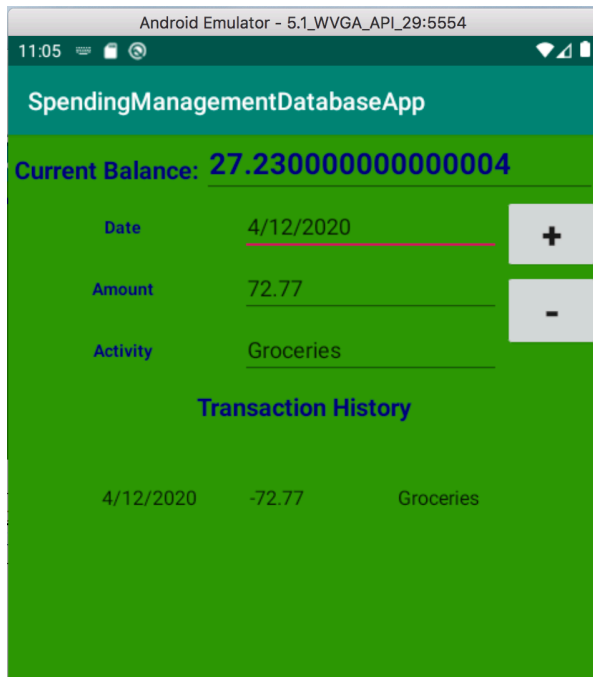 Android Emulator - 5.1_WVGA_API_29:5554
11:05
SpendingManagementDatabaseApp
Current Balance: 27.230000000000004
Date 4/12/2020 +
Amount 72.77 -
Activity Groceries
Transaction History
4/12/2020 -72.77 Groceries